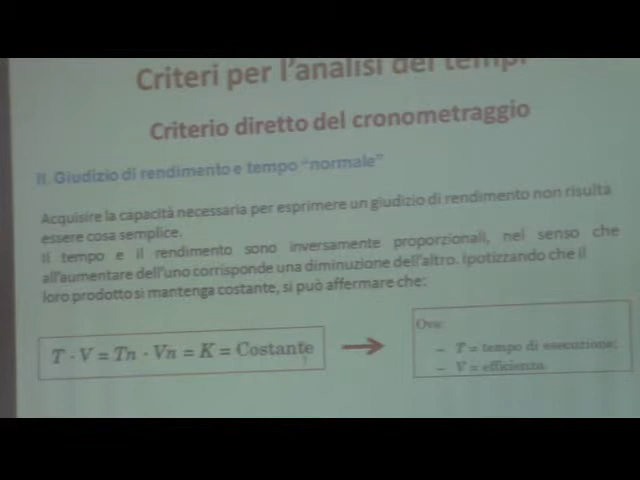 Criteri per l'analisi dei tempi
Criterio diretto del cronometraggio
II. Giudizio di rendimento e tempo "normale"
Acquisire la capacità necessaria per esprimere un giudizio di rendimento non risulta
essere cosa semplice.
Il tempo e il rendimento sono inversamente proporzionali, nel senso che
all'aumentare dell'uno corrisponde una diminuzione dell'altro. Ipotizzando che il
loro prodotto si mantenga costante, si può affermare che:
T · V = Tn · Vn = K = Costante
Ove:
– T = tempo di esecuzione;
– V = efficienza.